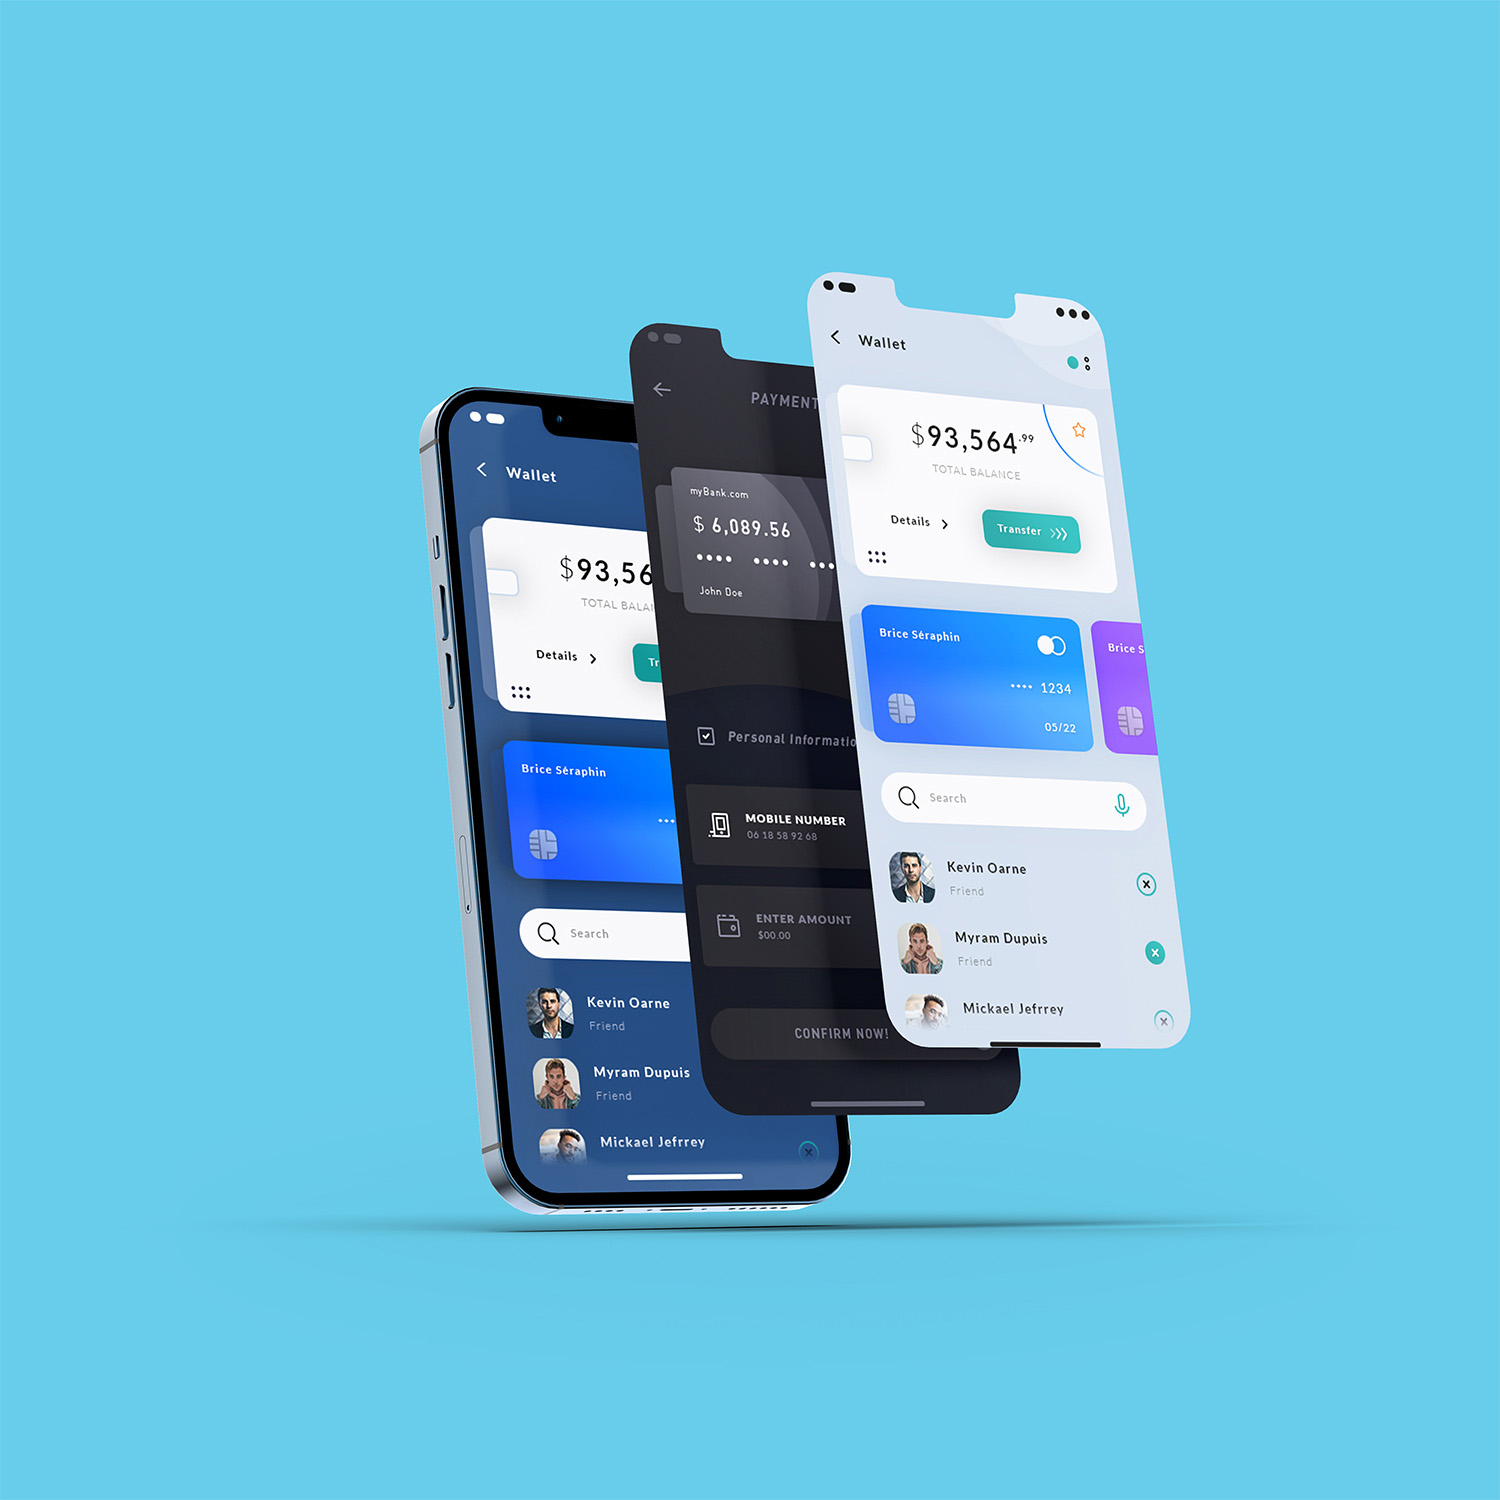 Wallet
$93,56
TOTAL BALAN
Details
Tr
Brice Séraphin
Search
Kevin Oarne
Friend
Myram Dupuis
Friend
Mickael Jefrrey
PAYMENT
myBank.com
$ 6,089.56
John Doe
Personal Informatio
MOBILE NUMBER
06 18 58 92 68
ENTER AMOUNT
$00.00
CONFIRM NOW!
Wallet
$93,564.99
TOTAL BALANCE
Details
Transfer
Brice Séraphin
•••• 1234
05/22
Brice S
Search
Kevin Oarne
Friend
Myram Dupuis
Friend
Mickael Jefrrey